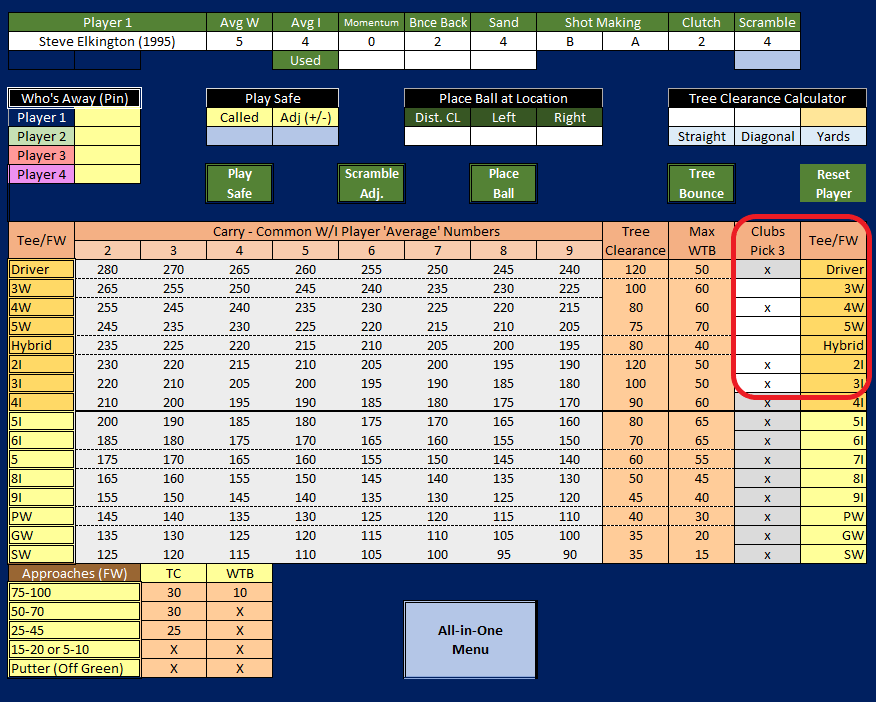 Player 1 Avg W Avg I Momentum Bnce Back Sand Shot Making Clutch Scramble
Steve Elkington (1995) 5 4 0 2 4 B A 2 4
Used
Who's Away (Pin) Play Safe Place Ball at Location Tree Clearance Calculator
Player 1 Called Adj (+/-) Dist. CL Left Right
Player 2 Straight Diagonal Yards
Player 3
Player 4
Play Safe
Scramble Adj.
Place Ball
Tree Bounce
Reset Player
Tee/FW Carry - Common W/I Player 'Average' Numbers Tree Clearance Max WTB Clubs Pick 3 Tee/FW
2 3 4 5 6 7 8 9
Driver 280 270 265 260 255 250 245 240 120 50 x Driver
3W 265 255 250 245 240 235 230 225 100 60 3W
4W 255 245 240 235 230 225 220 215 80 60 x 4W
5W 245 235 230 225 220 215 210 205 75 70 5W
Hybrid 235 225 220 215 210 205 200 195 80 40 Hybrid
2I 230 220 215 210 205 200 195 190 120 50 x 2I
3I 220 210 205 200 195 190 185 180 100 50 x 3I
4I 210 200 195 190 185 180 175 170 90 60 x 4I
5I 200 190 185 180 175 170 165 160 80 65 x 5I
6I 185 180 175 170 165 160 155 150 70 65 x 6I
5 175 170 165 160 155 150 145 140 60 55 x 7I
8I 165 160 155 150 145 140 135 130 50 45 x 8I
9I 155 150 145 140 135 130 125 120 45 40 x 9I
PW 145 140 135 130 125 120 115 110 40 30 x PW
GW 135 130 125 120 115 110 105 100 35 20 x GW
SW 125 120 115 110 105 100 95 90 35 15 x SW
Approaches (FW) TC WTB
75-100 30 10
50-70 30 X
25-45 25 X
15-20 or 5-10 X X
Putter (Off Green) X X
All-in-One
Menu